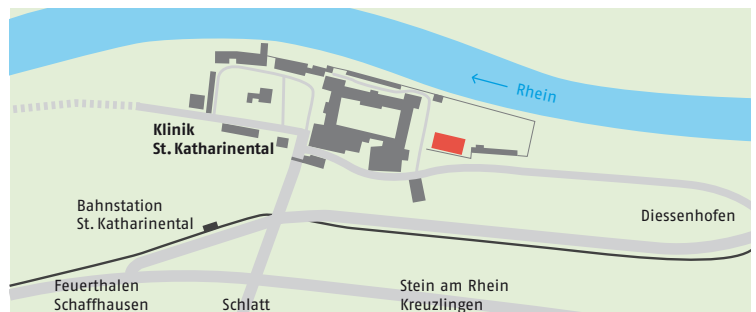 Rhein
Klinik
St. Katharinental
Bahnstation
St. Katharinental
Diessenhofen
Feuerthalen
Schaffhausen
Schlatt
Stein am Rhein
Kreuzlingen